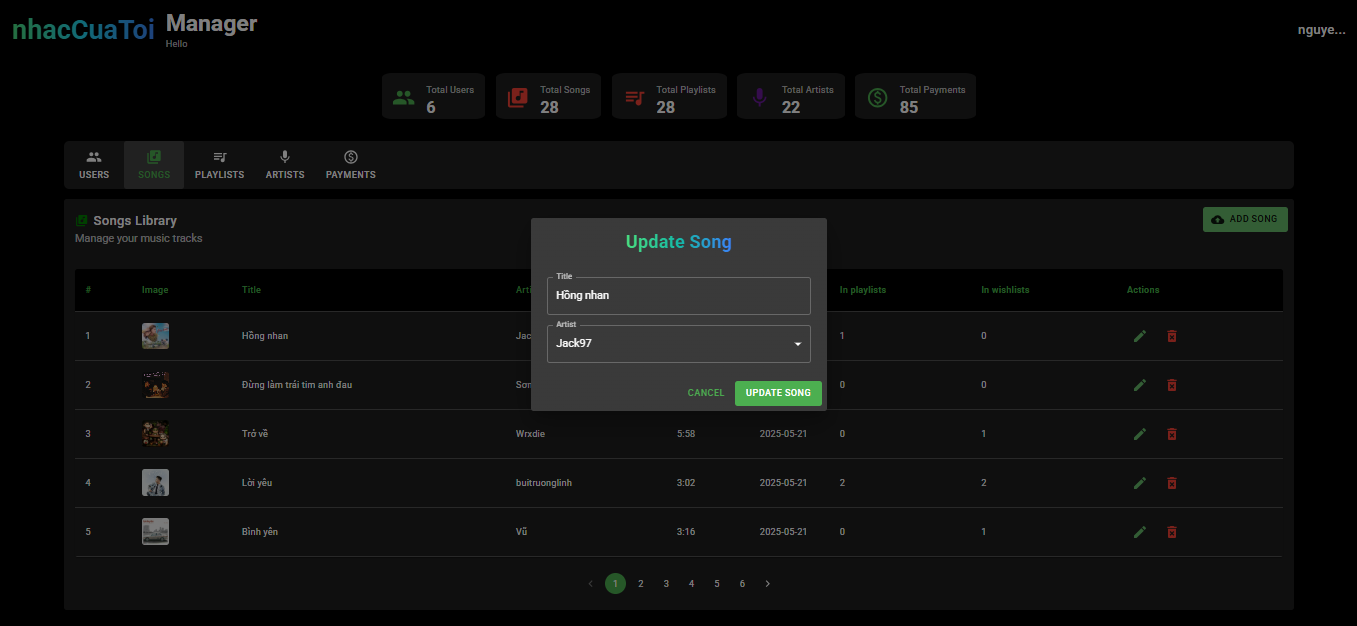 nhacCuaToi Manager
Hello
nguye...
Total Users
6
Total Songs
28
Total Playlists
28
Total Artists
22
Total Payments
85
USERS SONGS PLAYLISTS ARTISTS PAYMENTS
Songs Library
Manage your music tracks
ADD SONG
Update Song
Title
Hồng nhan
Artist
Jack97
CANCEL UPDATE SONG
# Image Title Arti In playlists In wishlists Actions
1 Hồng nhan Jac 1 0
2 Đừng làm trái tim anh đau Sơn 0 0
3 Trở về Wrxdie 5:58 2025-05-21 0 1
4 Lời yêu buitruonglinh 3:02 2025-05-21 2 2
5 Bình yên Vũ 3:16 2025-05-21 0 1
‹ 1 2 3 4 5 6 ›